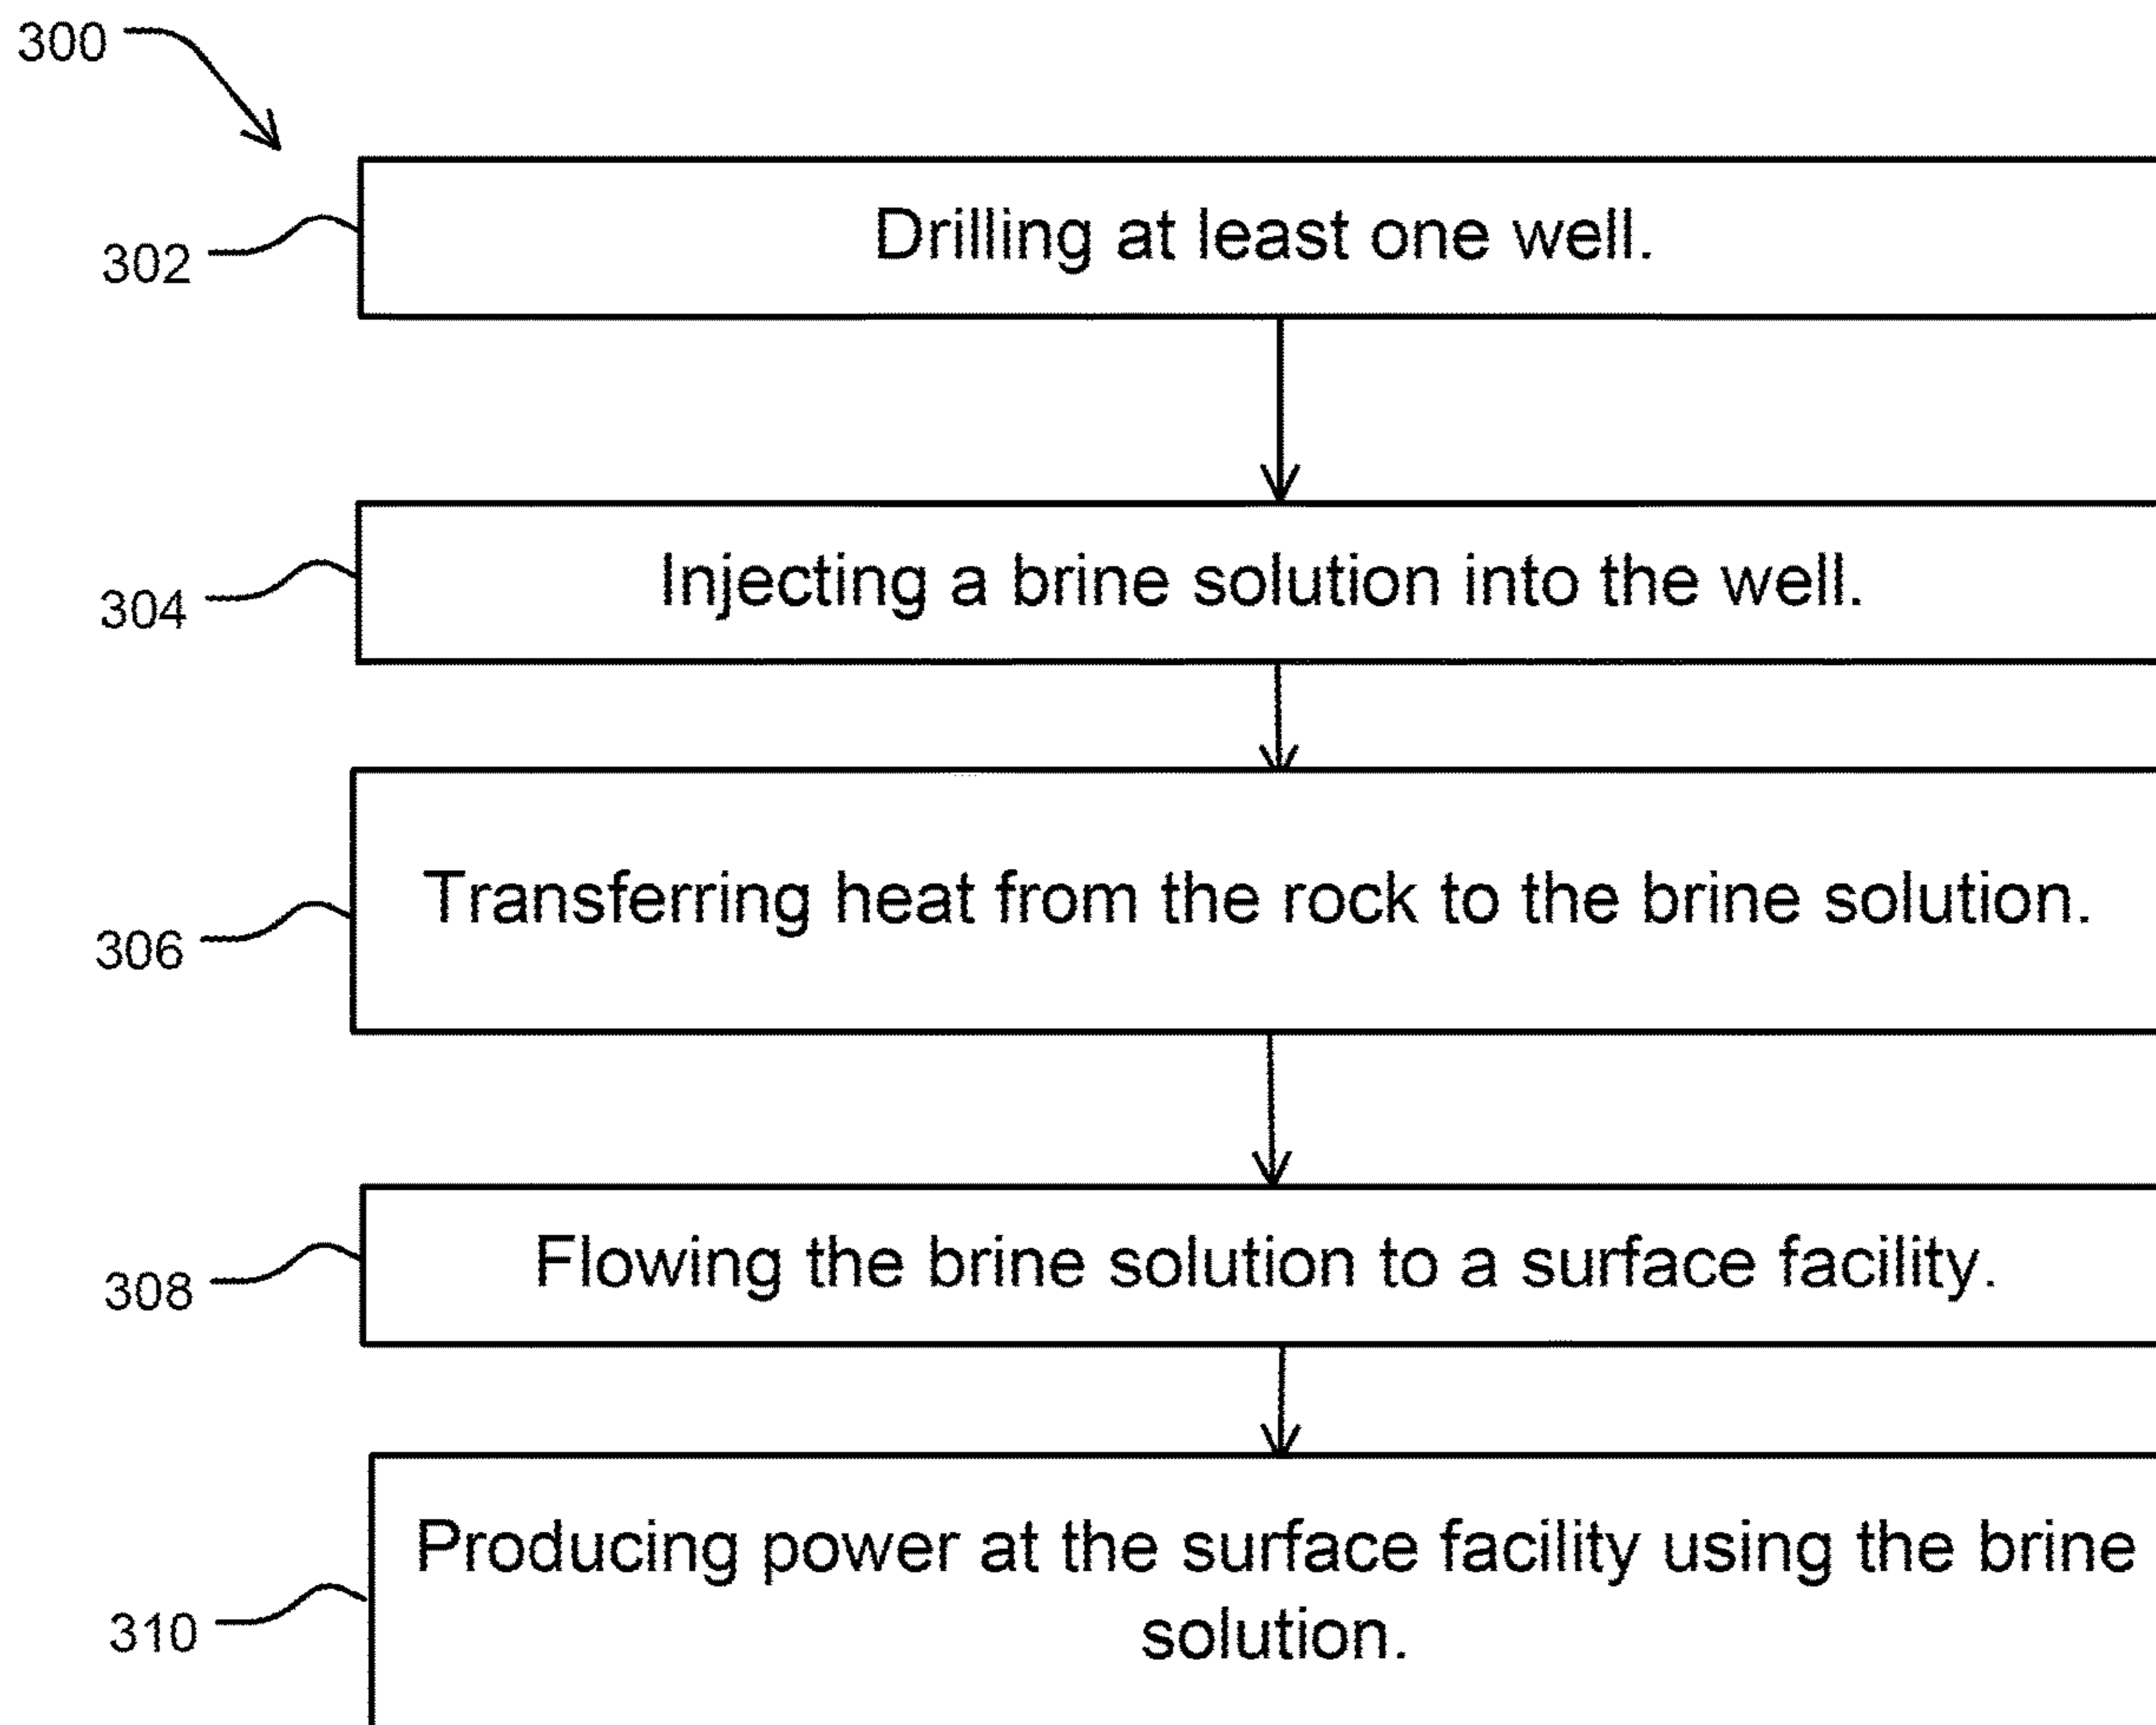 300
302
Drilling at least one well.
304
Injecting a brine solution into the well.
306
Transferring heat from the rock to the brine solution.
308
Flowing the brine solution to a surface facility.
310
Producing power at the surface facility using the brine
solution.